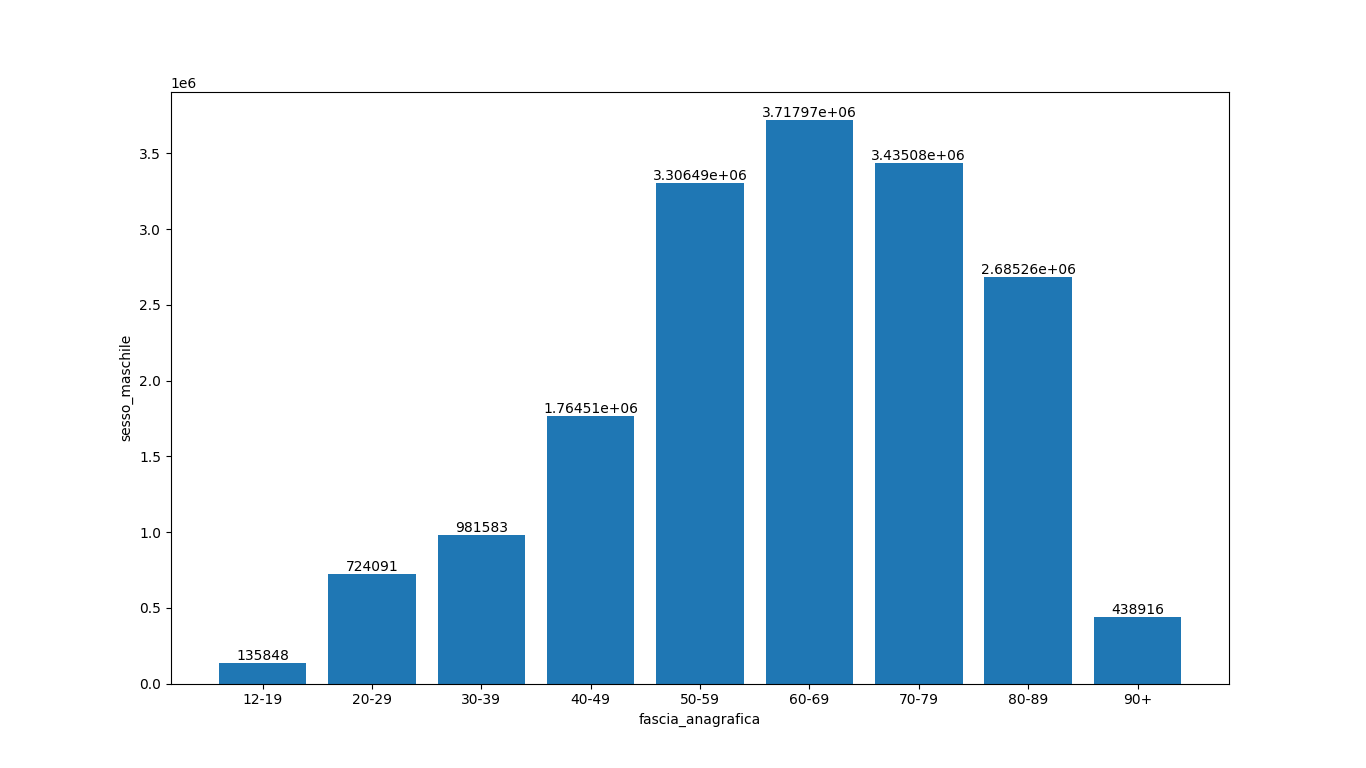 1e6
3.71797e+06
3.5
3.43508e+06
3.30649e+06
3.0
2.68526e+06
2.5
2.0
1.76451e+06
1.5
1.0
981583
724091
0.5
438916
135848
0.0
sesso_maschile
12-19 20-29 30-39 40-49 50-59 60-69 70-79 80-89 90+
fascia_anagrafica